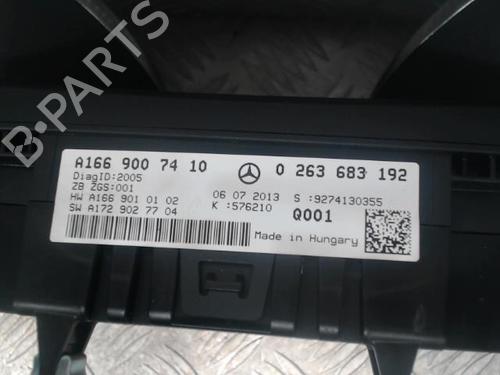 A166 900 74 10 0 263 683 192
DiagID:2005
ZB ZGS:001 06 07 2013 S :9274130355
HW A166 901 01 02 K :576210 Q001
SW A172 902 77 04
Made in Hungary
B-PARTS